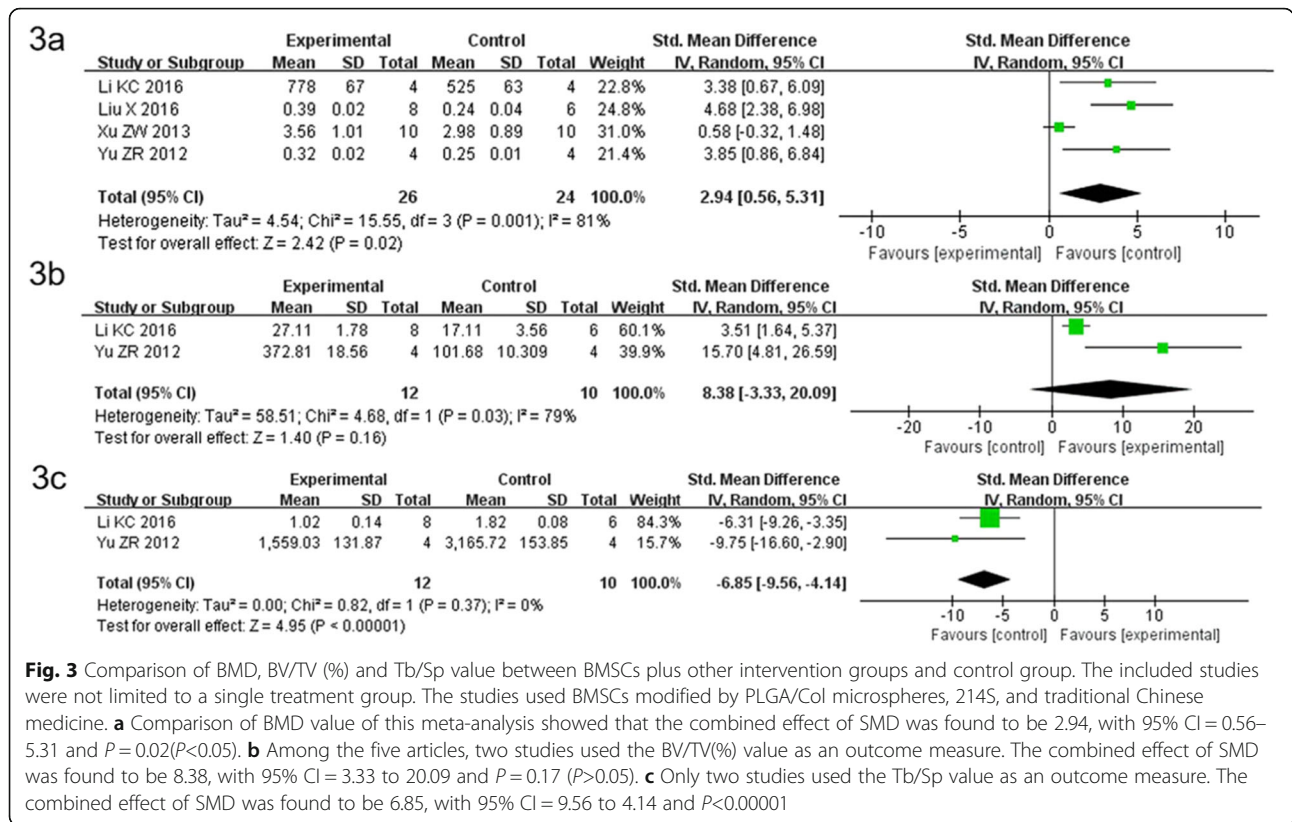 3a
Experimental Control Std. Mean Difference Std. Mean Difference
Study or Subgroup Mean SD Total Mean SD Total Weight IV, Random, 95% CI IV, Random, 95% CI
Li KC 2016 778 67 4 525 63 4 22.8% 3.38 [0.67, 6.09]
Liu X 2016 0.39 0.02 8 0.24 0.04 6 24.8% 4.68 [2.38, 6.98]
Xu ZW 2013 3.56 1.01 10 2.98 0.89 10 31.0% 0.58 [-0.32, 1.48]
Yu ZR 2012 0.32 0.02 4 0.25 0.01 4 21.4% 3.85 [0.86, 6.84]
Total (95% CI) 26 24 100.0% 2.94 [0.56, 5.31]
Heterogeneity: Tau² = 4.54; Chi² = 15.55, df = 3 (P = 0.001); I² = 81%
Test for overall effect: Z = 2.42 (P = 0.02)
-10 -5 0 5 10
Favours [experimental] Favours [control]
3b
Experimental Control Std. Mean Difference Std. Mean Difference
Study or Subgroup Mean SD Total Mean SD Total Weight IV, Random, 95% CI IV, Random, 95% CI
Li KC 2016 27.11 1.78 8 17.11 3.56 6 60.1% 3.51 [1.64, 5.37]
Yu ZR 2012 372.81 18.56 4 101.68 10.309 4 39.9% 15.70 [4.81, 26.59]
Total (95% CI) 12 10 100.0% 8.38 [-3.33, 20.09]
Heterogeneity: Tau² = 58.51; Chi² = 4.68, df = 1 (P = 0.03); I² = 79%
Test for overall effect: Z = 1.40 (P = 0.16)
-20 -10 0 10 20
Favours [control] Favours [experimental]
3c
Experimental Control Std. Mean Difference Std. Mean Difference
Study or Subgroup Mean SD Total Mean SD Total Weight IV, Random, 95% CI IV, Random, 95% CI
Li KC 2016 1.02 0.14 8 1.82 0.08 6 84.3% -6.31 [-9.26, -3.35]
Yu ZR 2012 1,559.03 131.87 4 3,165.72 153.85 4 15.7% -9.75 [-16.60, -2.90]
Total (95% CI) 12 10 100.0% -6.85 [-9.56, -4.14]
Heterogeneity: Tau² = 0.00; Chi² = 0.82, df = 1 (P = 0.37); I² = 0%
Test for overall effect: Z = 4.95 (P < 0.00001)
-10 -5 0 5 10
Favours [control] Favours [experimental]
Fig. 3 Comparison of BMD, BV/TV (%) and Tb/Sp value between BMSCs plus other intervention groups and control group. The included studies
were not limited to a single treatment group. The studies used BMSCs modified by PLGA/Col microspheres, 214S, and traditional Chinese
medicine. a Comparison of BMD value of this meta-analysis showed that the combined effect of SMD was found to be 2.94, with 95% CI = 0.56–
5.31 and P = 0.02(P<0.05). b Among the five articles, two studies used the BV/TV(%) value as an outcome measure. The combined effect of SMD
was found to be 8.38, with 95% CI = 3.33 to 20.09 and P = 0.17 (P>0.05). c Only two studies used the Tb/Sp value as an outcome measure. The
combined effect of SMD was found to be 6.85, with 95% CI = 9.56 to 4.14 and P<0.00001